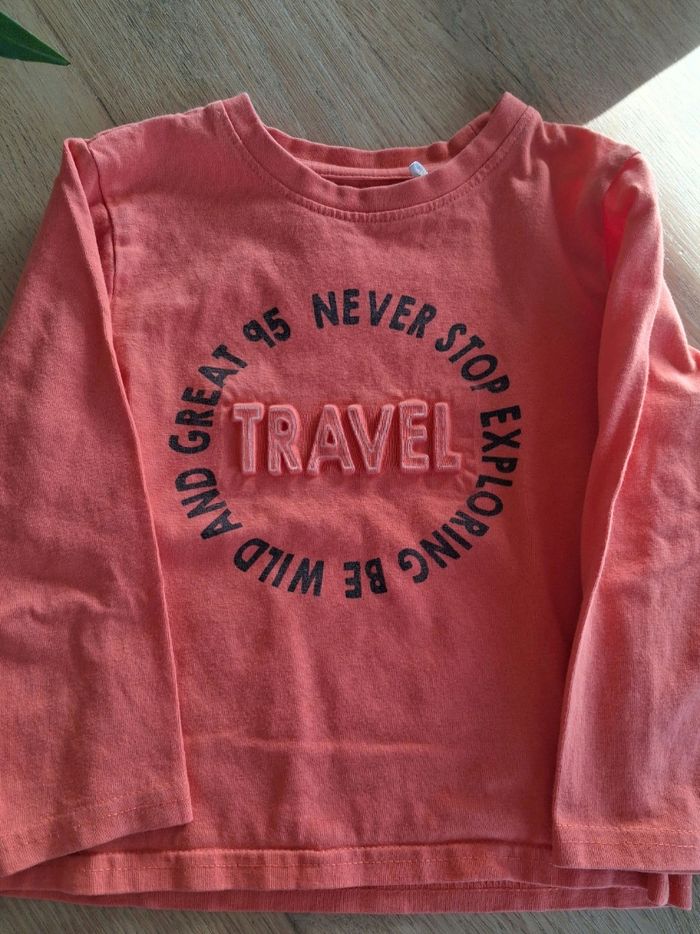 NEVER STOP EXPLORING BE WILD AND GREAT 95
TRAVEL